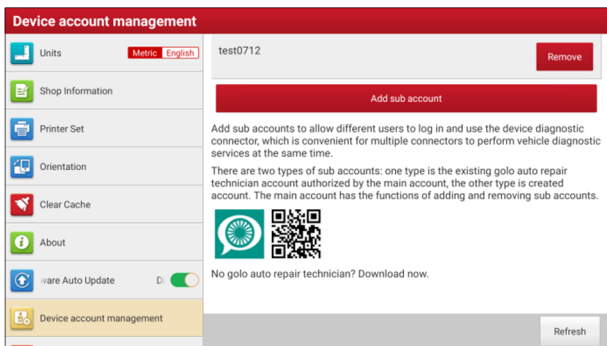 Device account management
Units
Metric English
Shop Information
Printer Set
Orientation
Clear Cache
About
ware Auto Update
Device account management
test0712
Remove
Add sub account
Add sub accounts to allow different users to log in and use the device diagnostic
connector, which is convenient for multiple connectors to perform vehicle diagnostic
services at the same time.
There are two types of sub accounts: one type is the existing golo auto repair
technician account authorized by the main account, the other type is created
account. The main account has the functions of adding and removing sub accounts.
No golo auto repair technician? Download now.
Refresh